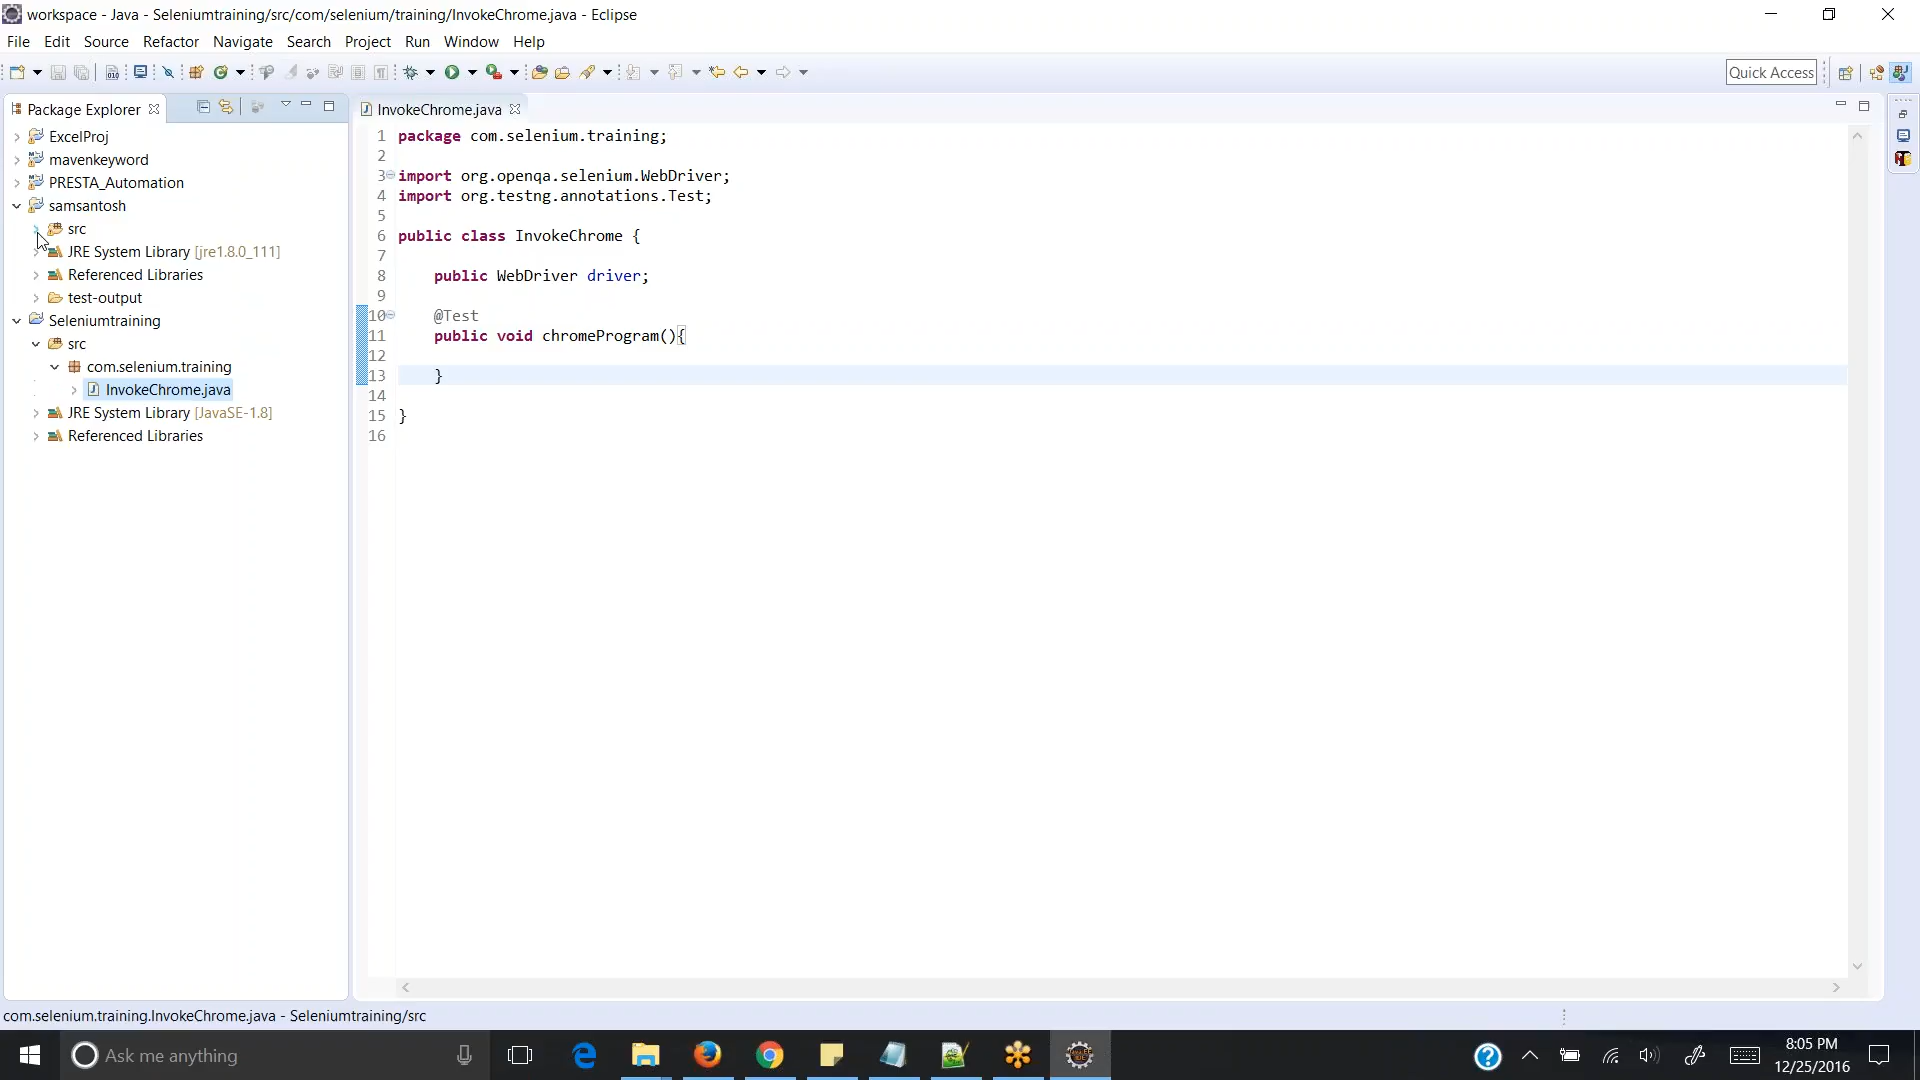 workspace - Java - Seleniumtraining/src/com/selenium/training/InvokeChrome.java - Eclipse
File Edit Source Refactor Navigate Search Project Run Window Help
Quick Access
Package Explorer
ExcelProj
mavenkeyword
PRESTA_Automation
samsantosh
src
JRE System Library [jre1.8.0_111]
Referenced Libraries
test-output
Seleniumtraining
src
com.selenium.training
InvokeChrome.java
JRE System Library [JavaSE-1.8]
Referenced Libraries
InvokeChrome.java
1 package com.selenium.training;
2
3 import org.openqa.selenium.WebDriver;
4 import org.testng.annotations.Test;
5
6 public class InvokeChrome {
7
8 public WebDriver driver;
9
10 @Test
11 public void chromeProgram(){
12
13 }
14
15 }
16
com.selenium.training.InvokeChrome.java - Seleniumtraining/src
Ask me anything
8:05 PM
12/25/2016